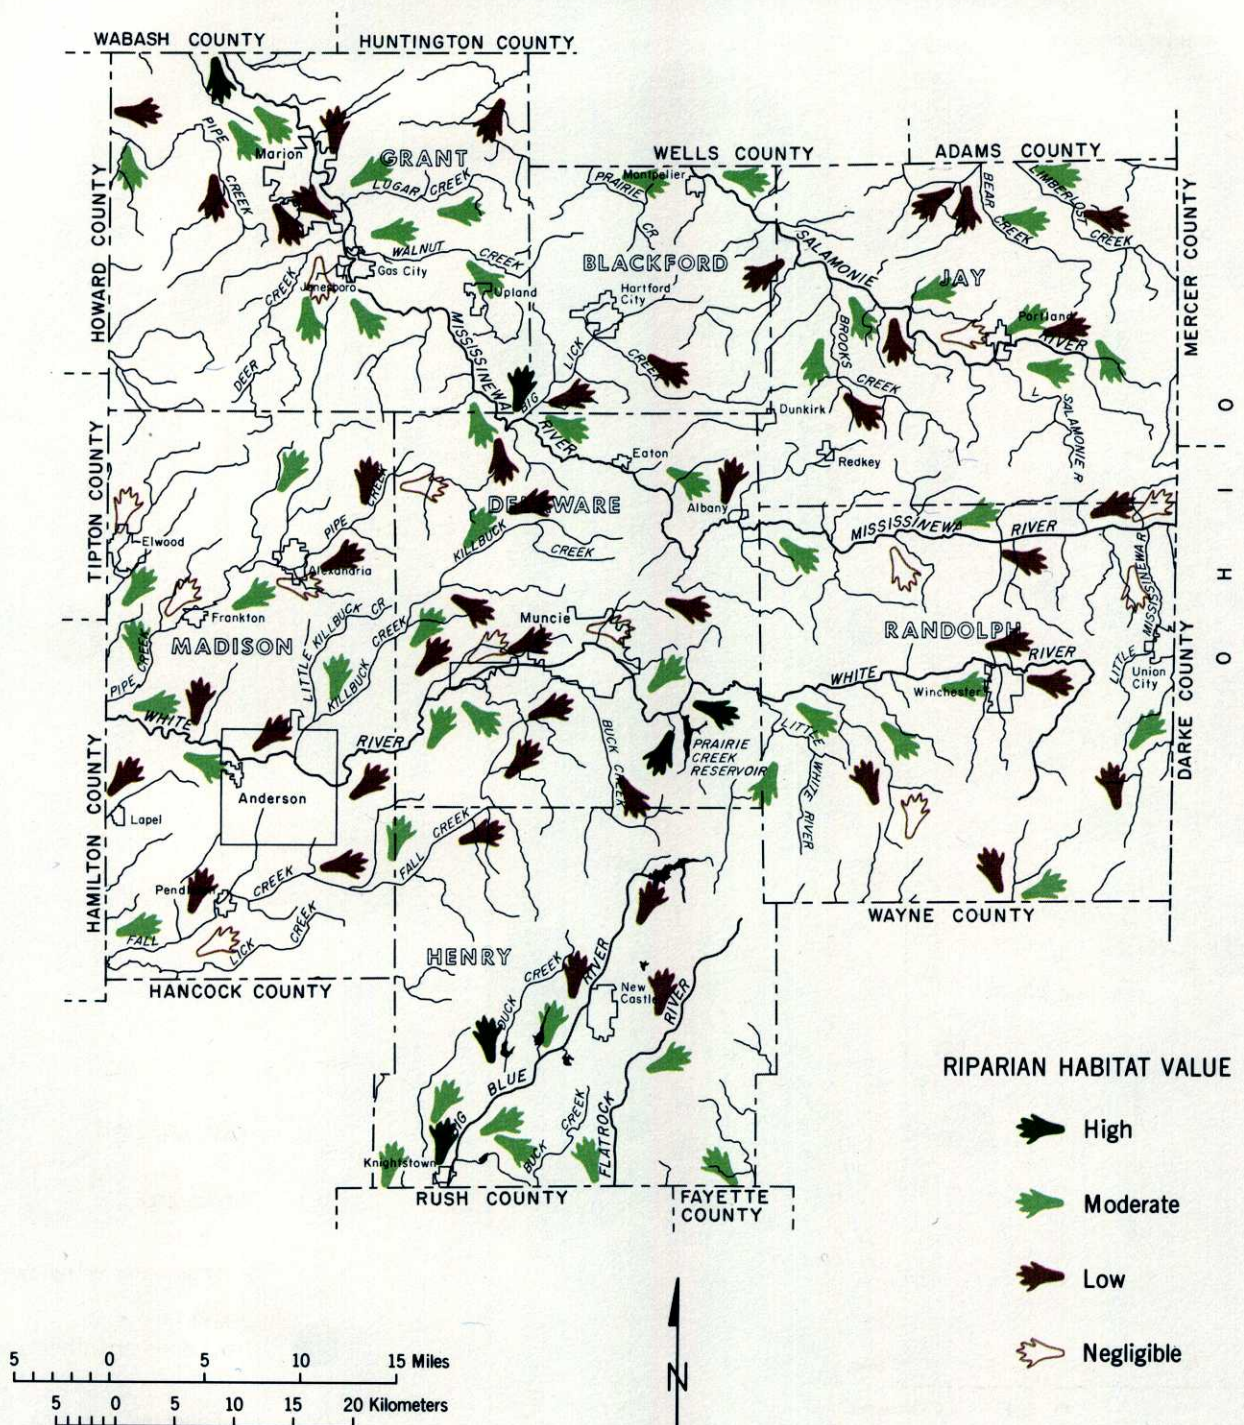 WABASH COUNTY
HUNTINGTON COUNTY
WELLS COUNTY
ADAMS COUNTY
HOWARD COUNTY
TIPTON COUNTY
HAMILTON COUNTY
MERCER COUNTY
DARKE COUNTY
O H I O
GRANT
PIPE
CREEK
Marion
LUGAR CREEK
WALNUT CREEK
Gas City
Jonesboro
CREEK
DEER
Upland
MISSISSINEWA
RIVER
BLACKFORD
PRAIRIE
CR
Montpelier
Hartford
City
BIG
LICK
CREEK
JAY
SALAMONIE
RIVER
BEAR
CREEK
LIMBERLOST
CREEK
Portland
BROOKS
CREEK
L. SALAMONIE R
Dunkirk
Redkey
DELAWARE
Eaton
Albany
KILLBUCK
CREEK
Muncie
BUCK CREEK
PRAIRIE
CREEK
RESERVOIR
MADISON
Elwood
PIPE CREEK
Alexandria
Frankton
PIPE CREEK
LITTLE KILLBUCK CR
KILLBUCK CREEK
WHITE
RIVER
Anderson
Lapel
Pendleton
FALL
CREEK
LICK
CREEK
FALL CREEK
RANDOLPH
MISSISSINEWA RIVER
WHITE
RIVER
Winchester
LITTLE MISSISSINEWA R
Union
City
LITTLE WHITE RIVER
WAYNE COUNTY
HANCOCK COUNTY
HENRY
DUCK CREEK
New
Castle
BIG BLUE RIVER
FLATROCK
RIVER
BUCK CREEK
Knightstown
RUSH COUNTY
FAYETTE
COUNTY
RIPARIAN HABITAT VALUE
High
Moderate
Low
Negligible
5 0 5 10 15 Miles
5 0 5 10 15 20 Kilometers
N